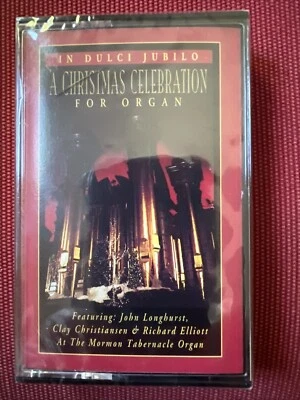 IN DULCI JUBILO
A CHRISTMAS CELEBRATION
FOR ORGAN
Featuring: John Longhurst,
Clay Christiansen & Richard Elliott
At The Mormon Tabernacle Organ